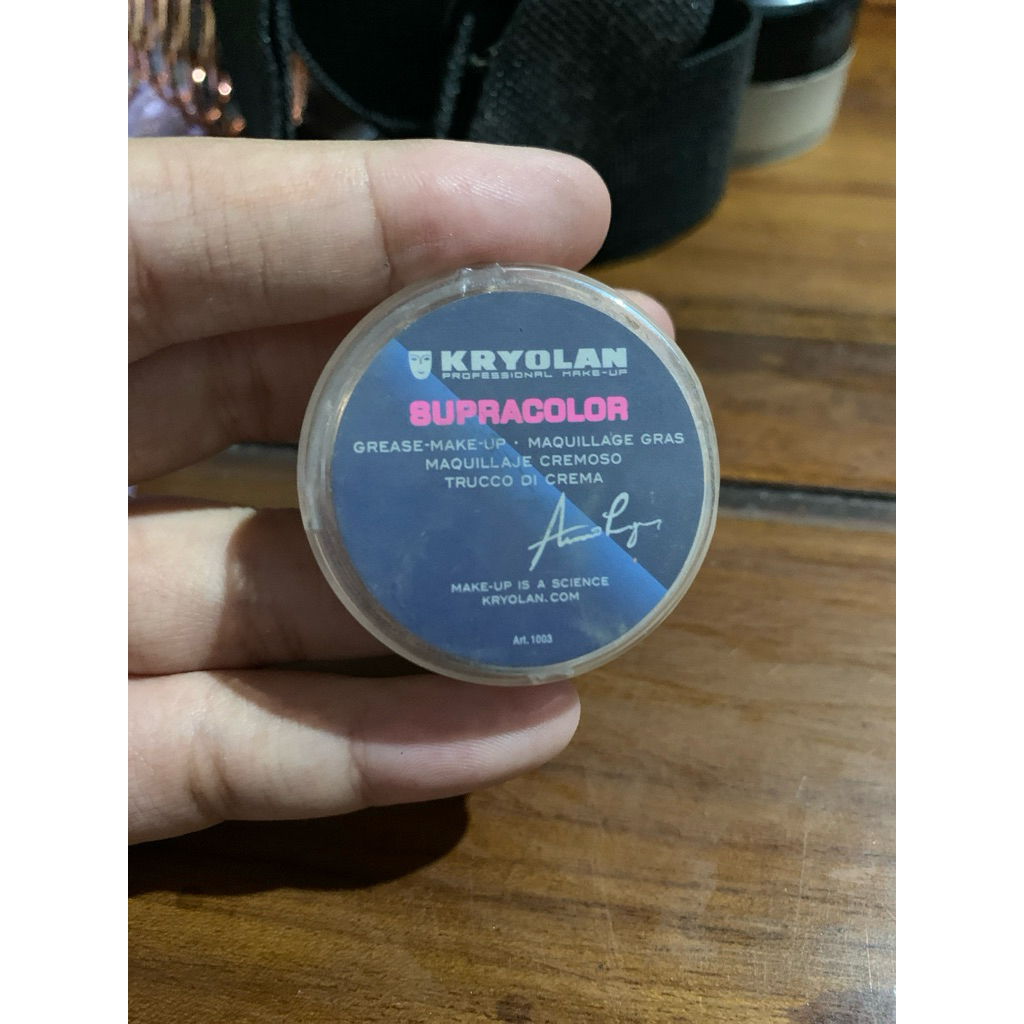 KRYOLAN
PROFESSIONAL MAKE-UP
SUPRACOLOR
GREASE-MAKE-UP · MAQUILLAGE GRAS
MAQUILLAJE CREMOSO
TRUCCO DI CREMA
MAKE-UP IS A SCIENCE
KRYOLAN.COM
Art. 1003